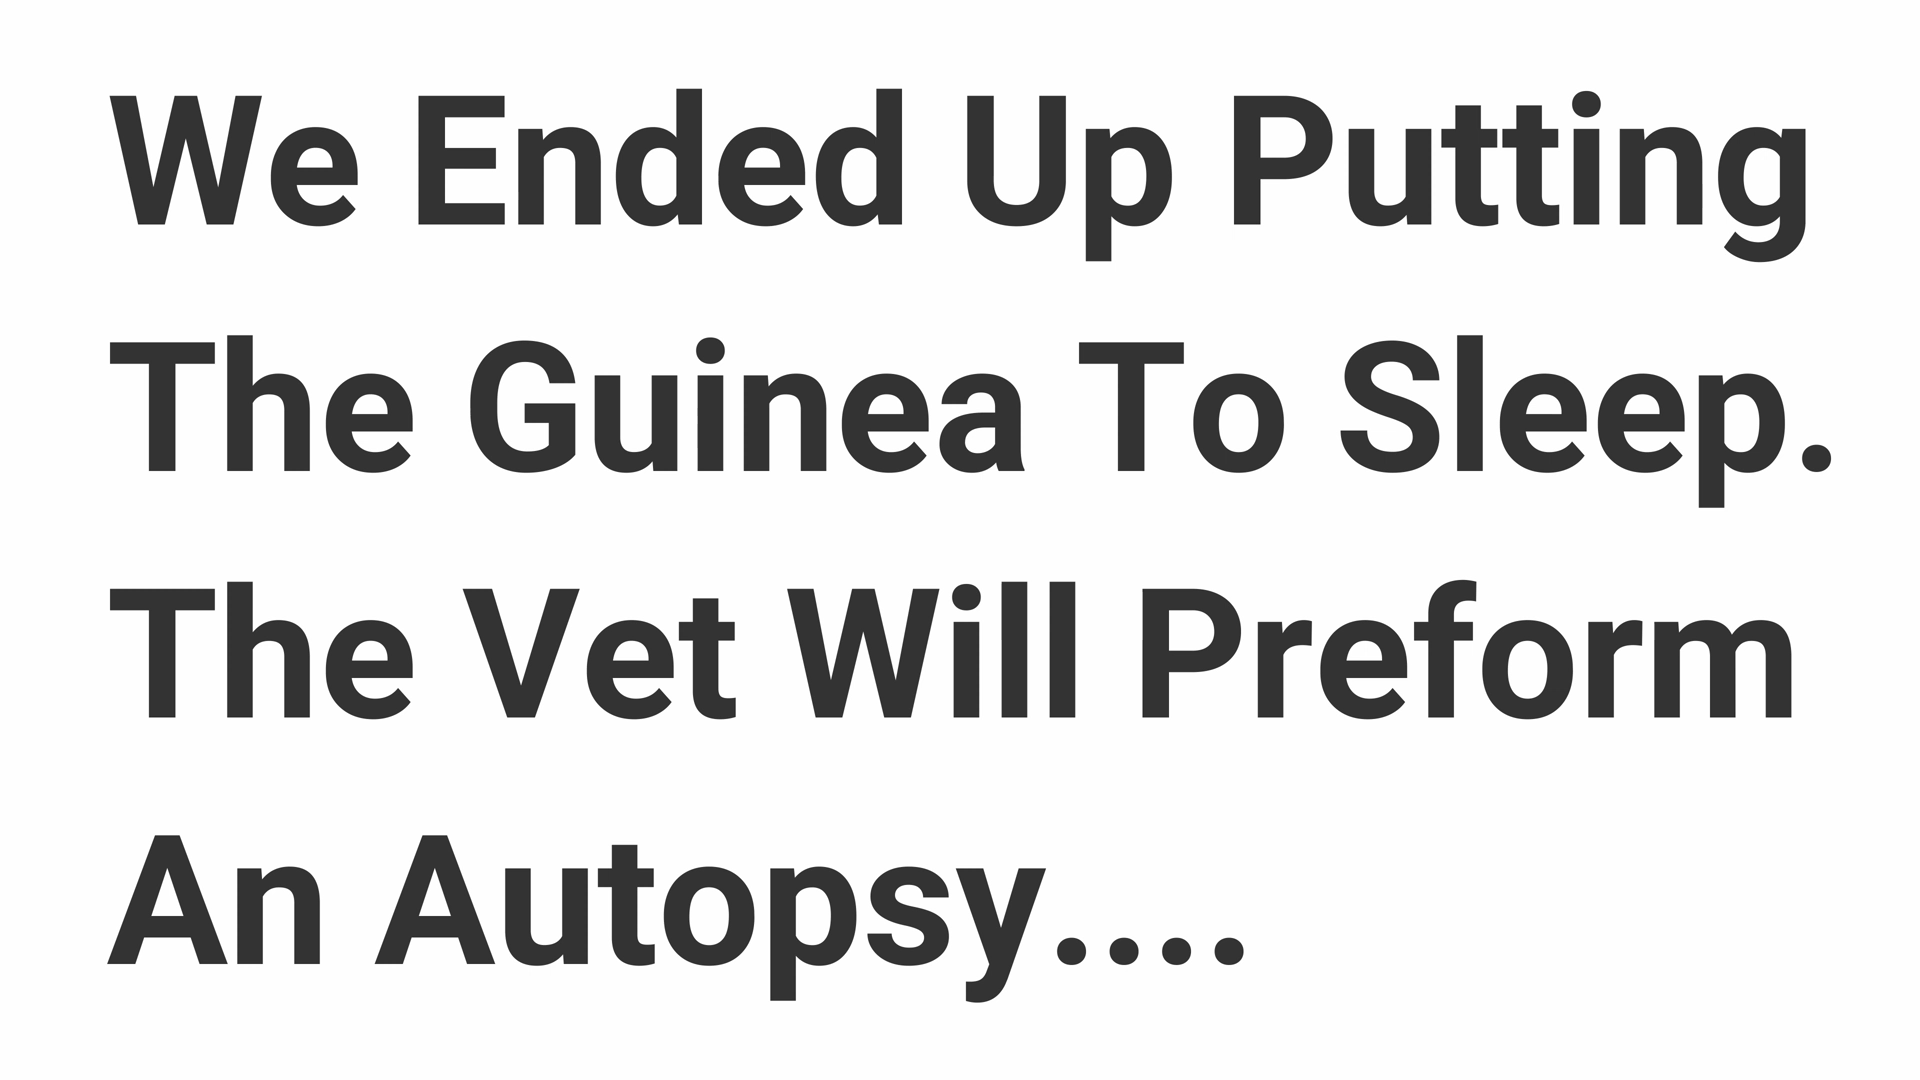 We Ended Up Putting
The Guinea To Sleep.
The Vet Will Preform
An Autopsy....